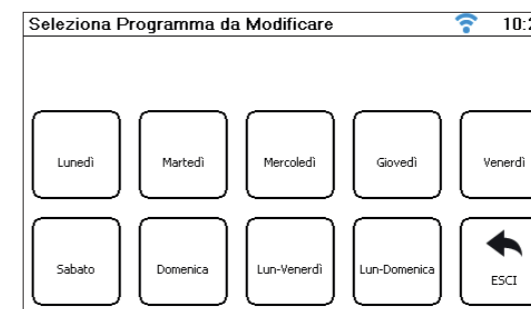 Seleziona Programma da Modificare
Lunedì Martedì Mercoledì Giovedì Venerdì
Sabato Domenica Lun-Venerdì Lun-Domenica ESCI